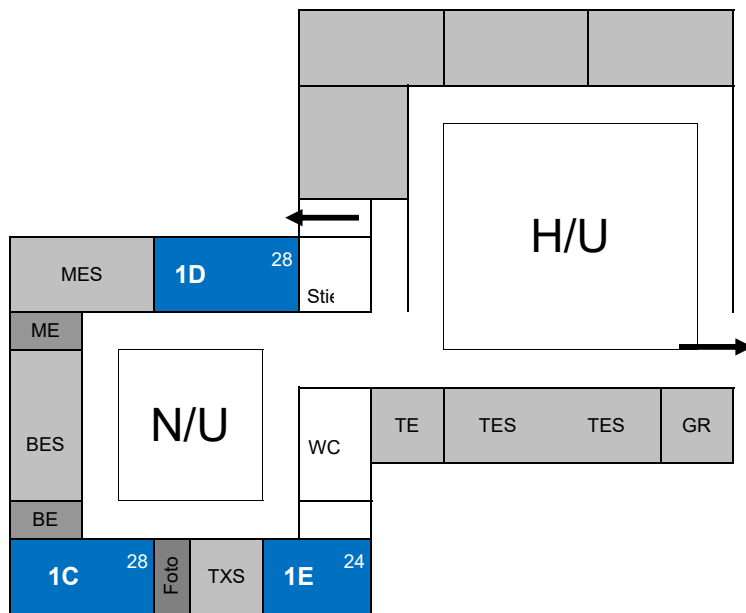 H/U
1D 28
MES
Stie
ME
N/U
BES
WC
TE
TES
TES
GR
BE
1C 28
Foto
TXS
1E 24